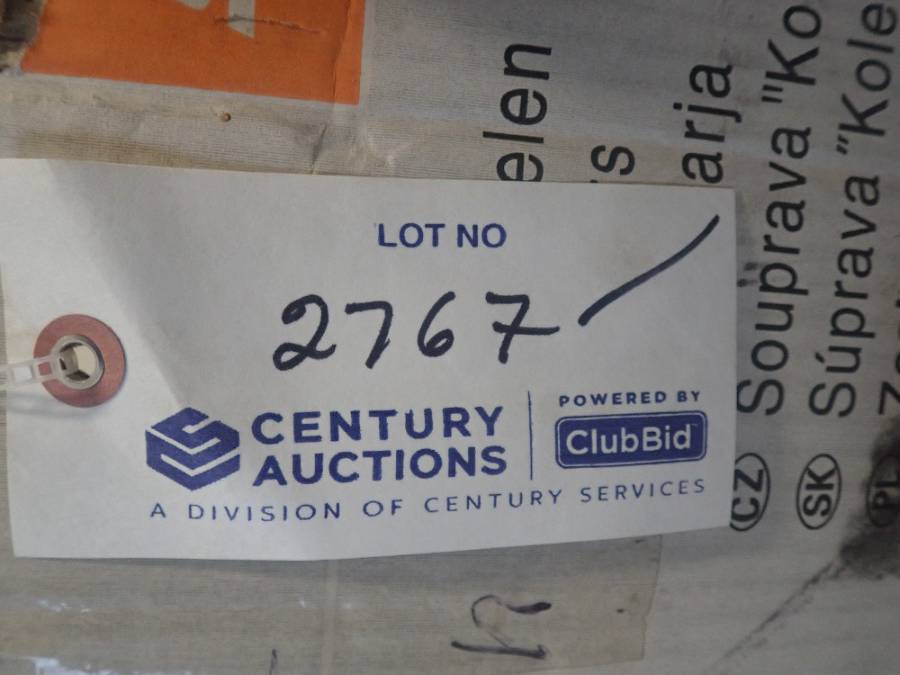 LOT NO
2767
CENTURY
AUCTIONS
A DIVISION OF CENTURY SERVICES
POWERED BY
ClubBid
elen
s
arja
CZ Souprava "Ko
SK Súprava "Kole
PL